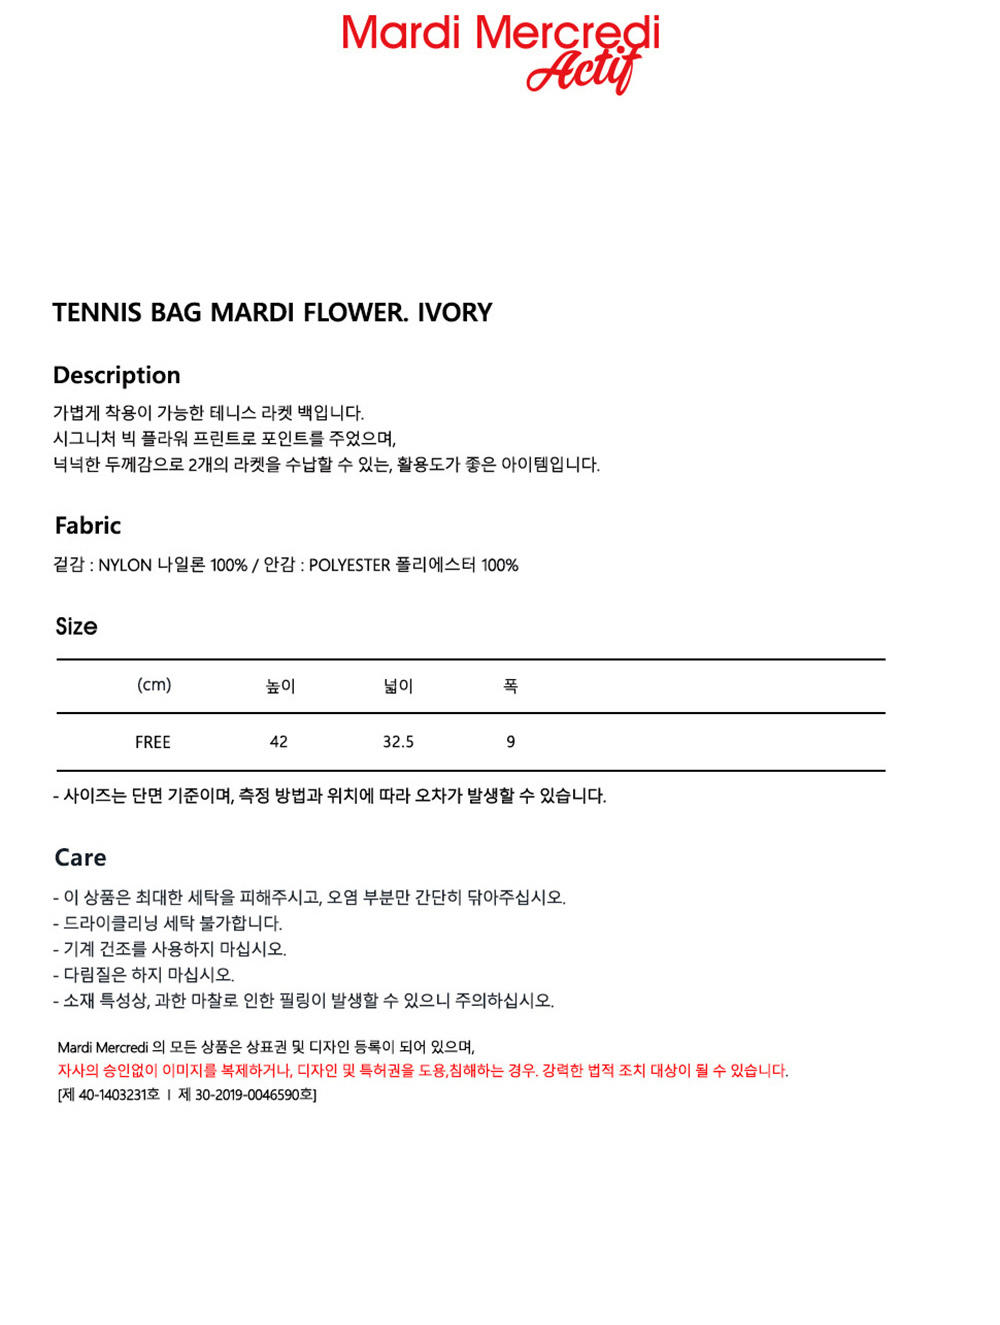 Mardi Mercredi
Actif
TENNIS BAG MARDI FLOWER. IVORY
Description
가볍게 착용이 가능한 테니스 라켓 백입니다.
시그니처 빅 플라워 프린트로 포인트를 주었으며,
넉넉한 두께감으로 2개의 라켓을 수납할 수 있는, 활용도가 좋은 아이템입니다.
Fabric
겉감 : NYLON 나일론 100% / 안감 : POLYESTER 폴리에스터 100%
Size
(cm) 높이 넓이 폭
FREE 42 32.5 9
- 사이즈는 단면 기준이며, 측정 방법과 위치에 따라 오차가 발생할 수 있습니다.
Care
- 이 상품은 최대한 세탁을 피해주시고, 오염 부분만 간단히 닦아주십시오.
- 드라이클리닝 세탁 불가합니다.
- 기계 건조를 사용하지 마십시오.
- 다림질은 하지 마십시오.
- 소재 특성상, 과한 마찰로 인한 필링이 발생할 수 있으니 주의하십시오.
Mardi Mercredi 의 모든 상품은 상표권 및 디자인 등록이 되어 있으며,
자사의 승인없이 이미지를 복제하거나, 디자인 및 특허권을 도용,침해하는 경우. 강력한 법적 조치 대상이 될 수 있습니다.
[제 40-1403231호 ㅣ 제 30-2019-0046590호]